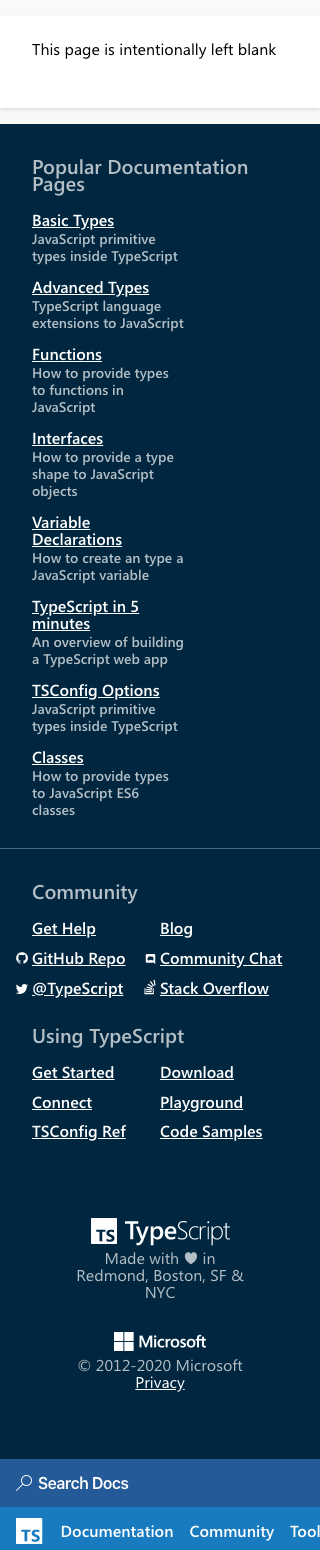 This page is intentionally left blank
Popular Documentation
Pages
Basic Types
JavaScript primitive
types inside TypeScript
Advanced Types
TypeScript language
extensions to JavaScript
Functions
How to provide types
to functions in
JavaScript
Interfaces
How to provide a type
shape to JavaScript
objects
Variable
Declarations
How to create an type a
JavaScript variable
TypeScript in 5
minutes
An overview of building
a TypeScript web app
TSConfig Options
JavaScript primitive
types inside TypeScript
Classes
How to provide types
to JavaScript ES6
classes
Community
Get Help Blog
GitHub Repo Community Chat
@TypeScript Stack Overflow
Using TypeScript
Get Started Download
Connect Playground
TSConfig Ref Code Samples
TS TypeScript
Made with ♥ in
Redmond, Boston, SF &
NYC
Microsoft
© 2012-2020 Microsoft
Privacy
Search Docs
TS Documentation Community Tool